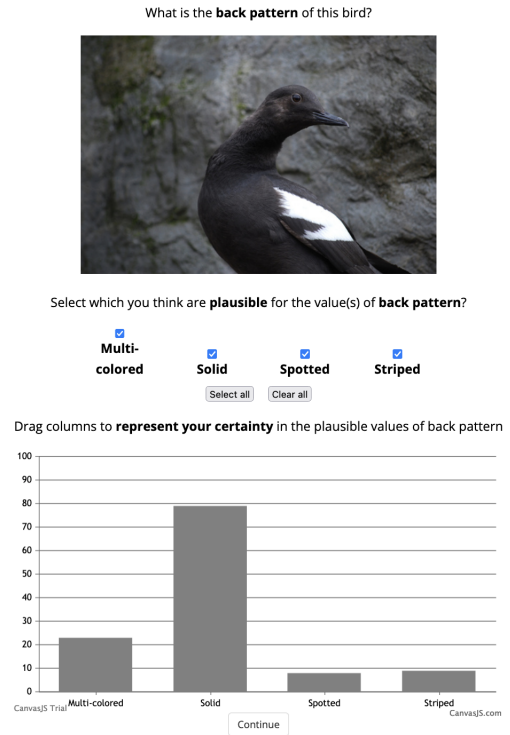 What is the back pattern of this bird?
Select which you think are plausible for the value(s) of back pattern?
Multi-
colored
Solid
Spotted
Striped
Select all
Clear all
Drag columns to represent your certainty in the plausible values of back pattern
100
90
80
70
60
50
40
30
20
10
0
Multi-colored
Solid
Spotted
Striped
CanvasJS Trial
CanvasJS.com
Continue